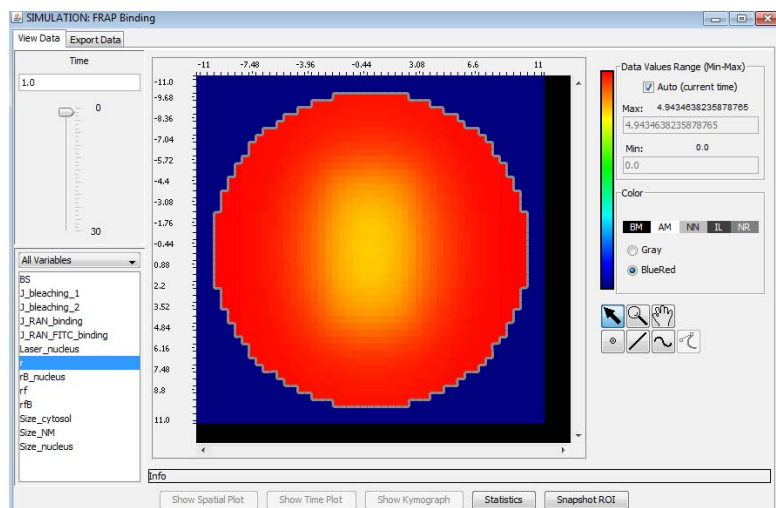 SIMULATION: FRAP Binding
View Data Export Data
Time
1.0
0
30
All Variables
BS
J_bleaching_1
J_bleaching_2
J_RAN_binding
J_RAN_FITC_binding
Laser_nucleus
r
rB_nucleus
rf
rfB
Size_cytosol
Size_NM
Size_nucleus
-11 -7.48 -3.96 -0.44 3.08 6.6 11
-11.0
-9.68
-8.36
-7.04
-5.72
-4.4
-3.08
-1.76
-0.44
0.88
2.2
3.52
4.84
6.16
7.48
8.8
11.0
Data Values Range (Min-Max)
Auto (current time)
Max: 4.9434638235878765
4.9434638235878765
Min: 0.0
0.0
Color
BM AM NN IL NR
Gray
BlueRed
Info
Show Spatial Plot Show Time Plot Show Kymograph Statistics Snapshot ROI